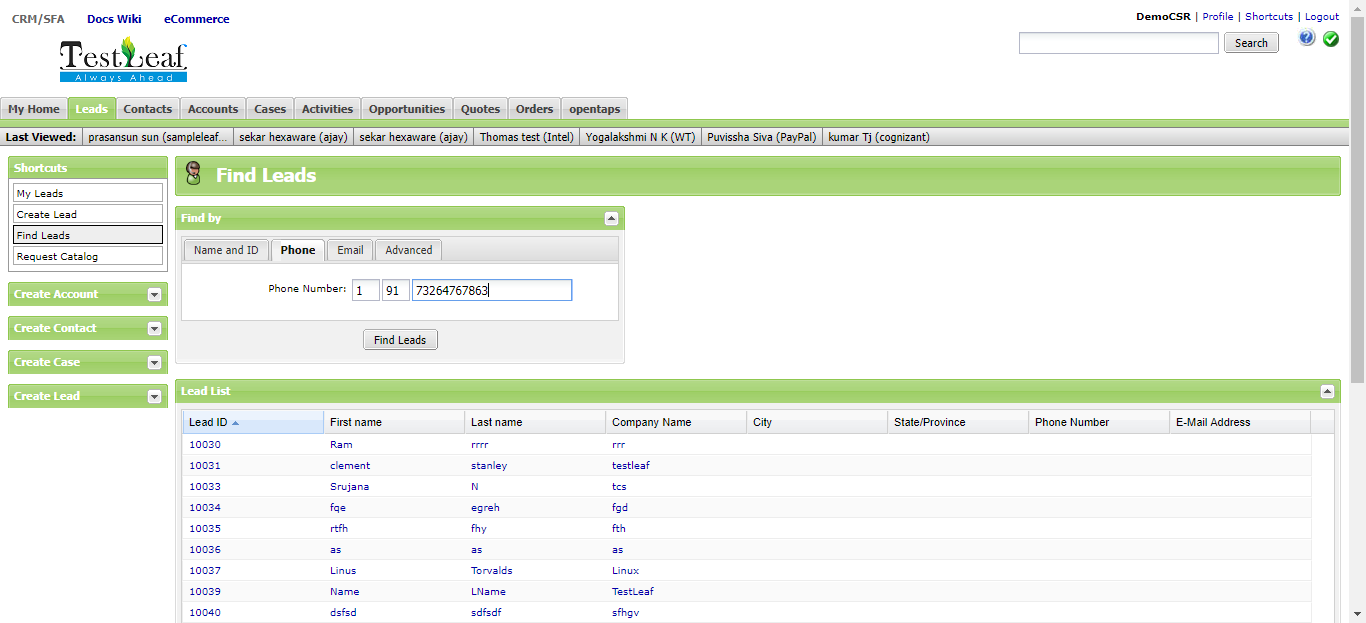 CRM/SFA Docs Wiki eCommerce
DemoCSR | Profile | Shortcuts | Logout
TestLeaf
Always Ahead
Search
My Home Leads Contacts Accounts Cases Activities Opportunities Quotes Orders opentaps
Last Viewed: prasansun sun (sampleleaf... sekar hexaware (ajay) sekar hexaware (ajay) Thomas test (Intel) Yogalakshmi N K (WT) Puvissha Siva (PayPal) kumar Tj (cognizant)
Shortcuts
My Leads
Create Lead
Find Leads
Request Catalog
Create Account
Create Contact
Create Case
Create Lead
Find Leads
Find by
Name and ID Phone Email Advanced
Phone Number: 1 91 73264767863
Find Leads
Lead List
Lead ID First name Last name Company Name City State/Province Phone Number E-Mail Address
10030 Ram rrrr rrr
10031 clement stanley testleaf
10033 Srujana N tcs
10034 fqe egreh fgd
10035 rtfh fhy fth
10036 as as as
10037 Linus Torvalds Linux
10039 Name LName TestLeaf
10040 dsfsd sdfsdf sfhgv